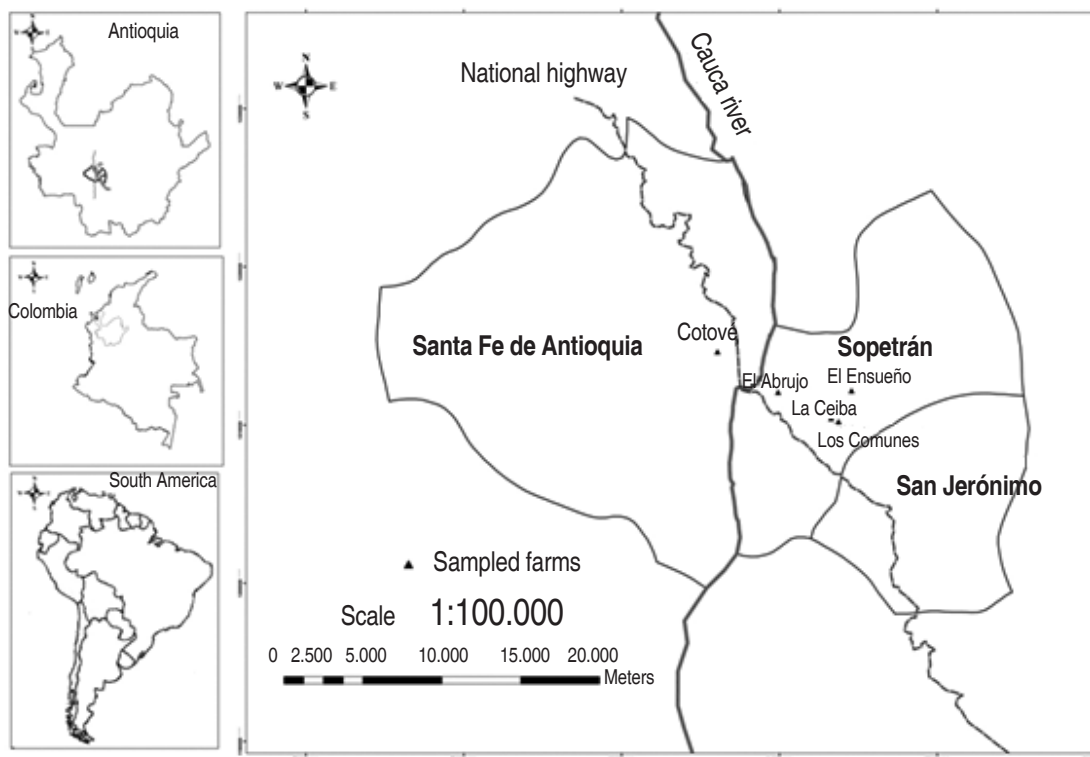 Antioquia
N
W E
S
Colombia
South America
N
W E
S
National highway
Cauca river
Santa Fe de Antioquia
Cotové
Sopetrán
El Abrujo
El Ensueño
La Ceiba
Los Comunes
San Jerónimo
Sampled farms
Scale 1:100.000
0 2.500 5.000 10.000 15.000 20.000
Meters